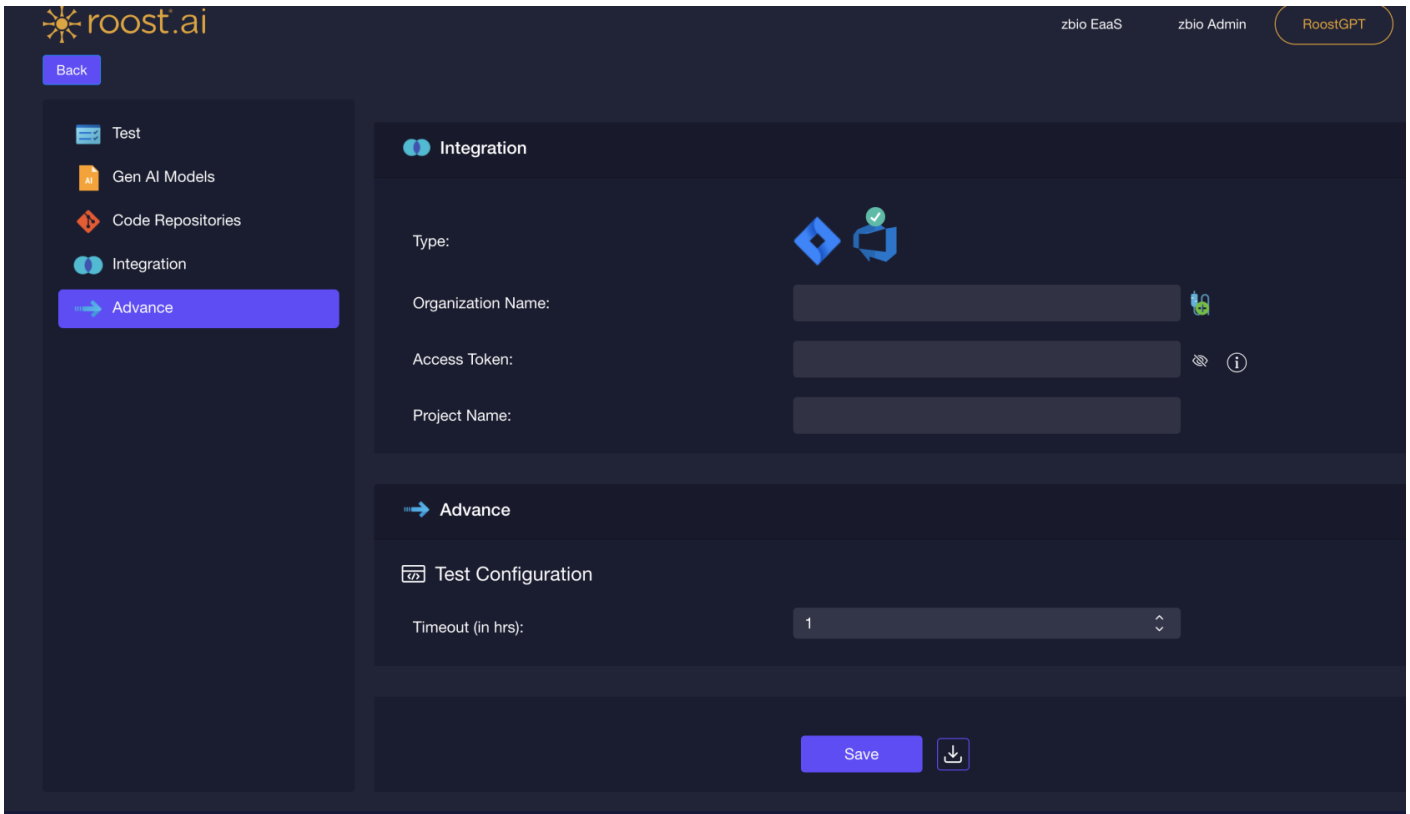 roost.ai
zbio EaaS
zbio Admin
RoostGPT
Back
Test
AI
Gen AI Models
Code Repositories
Integration
Advance
Integration
Type:
Organization Name:
Access Token:
Project Name:
Advance
Test Configuration
Timeout (in hrs):
1
Save